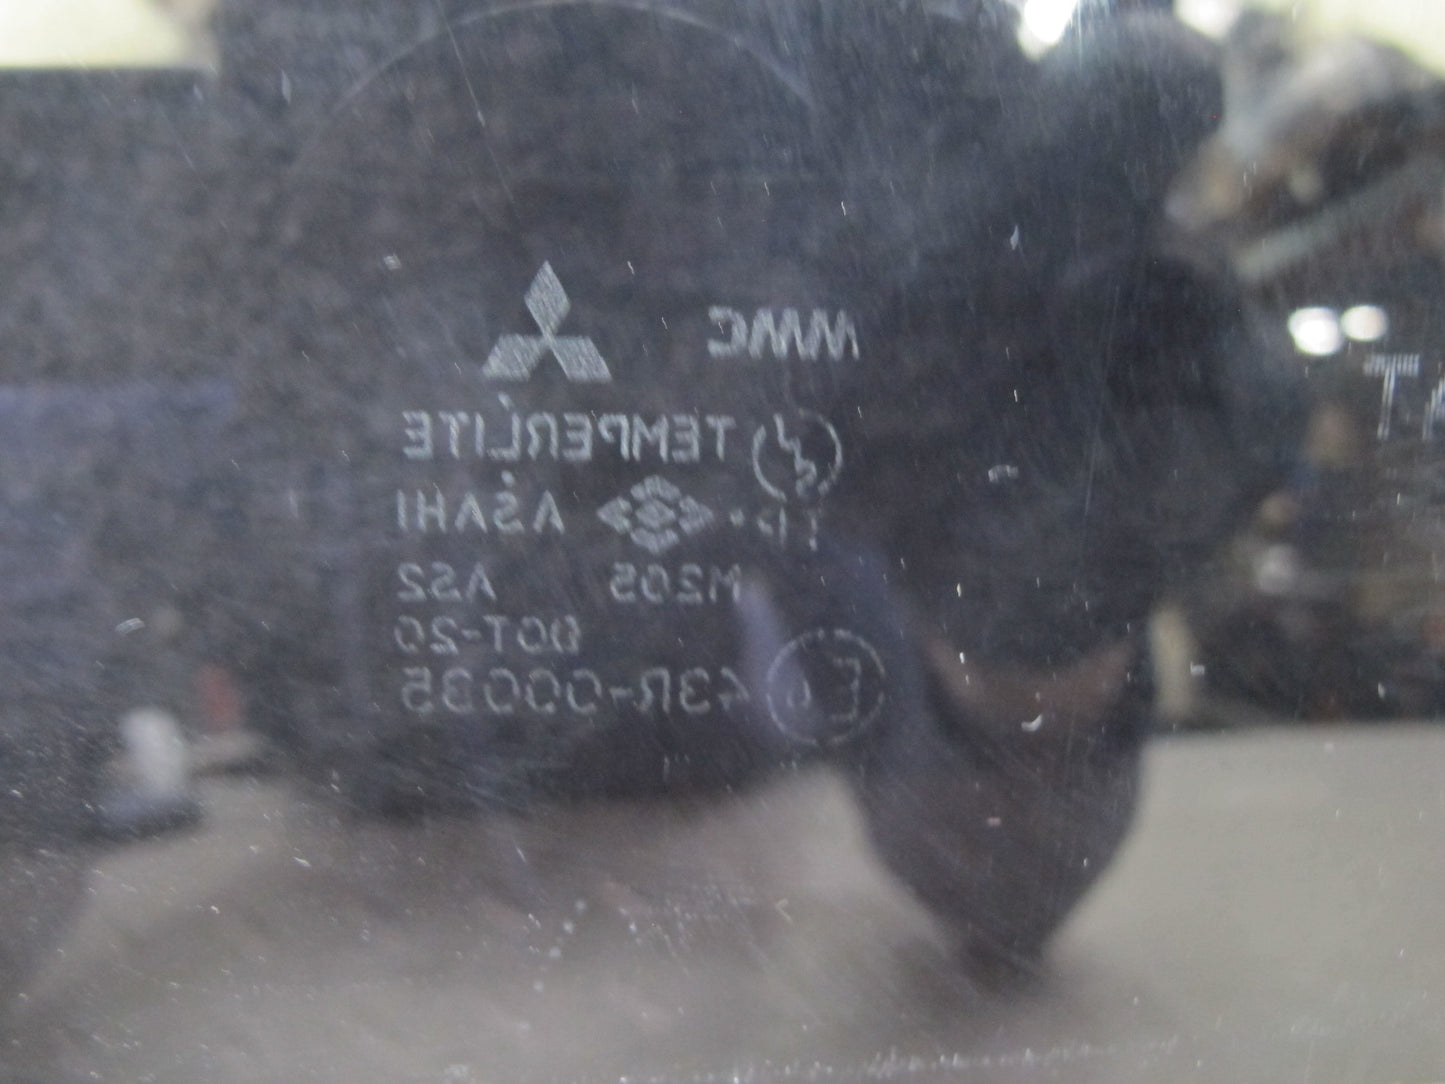 MMC
TEMPERLITE
ASAHI
M205 AS2
DOT-20
43R-00035